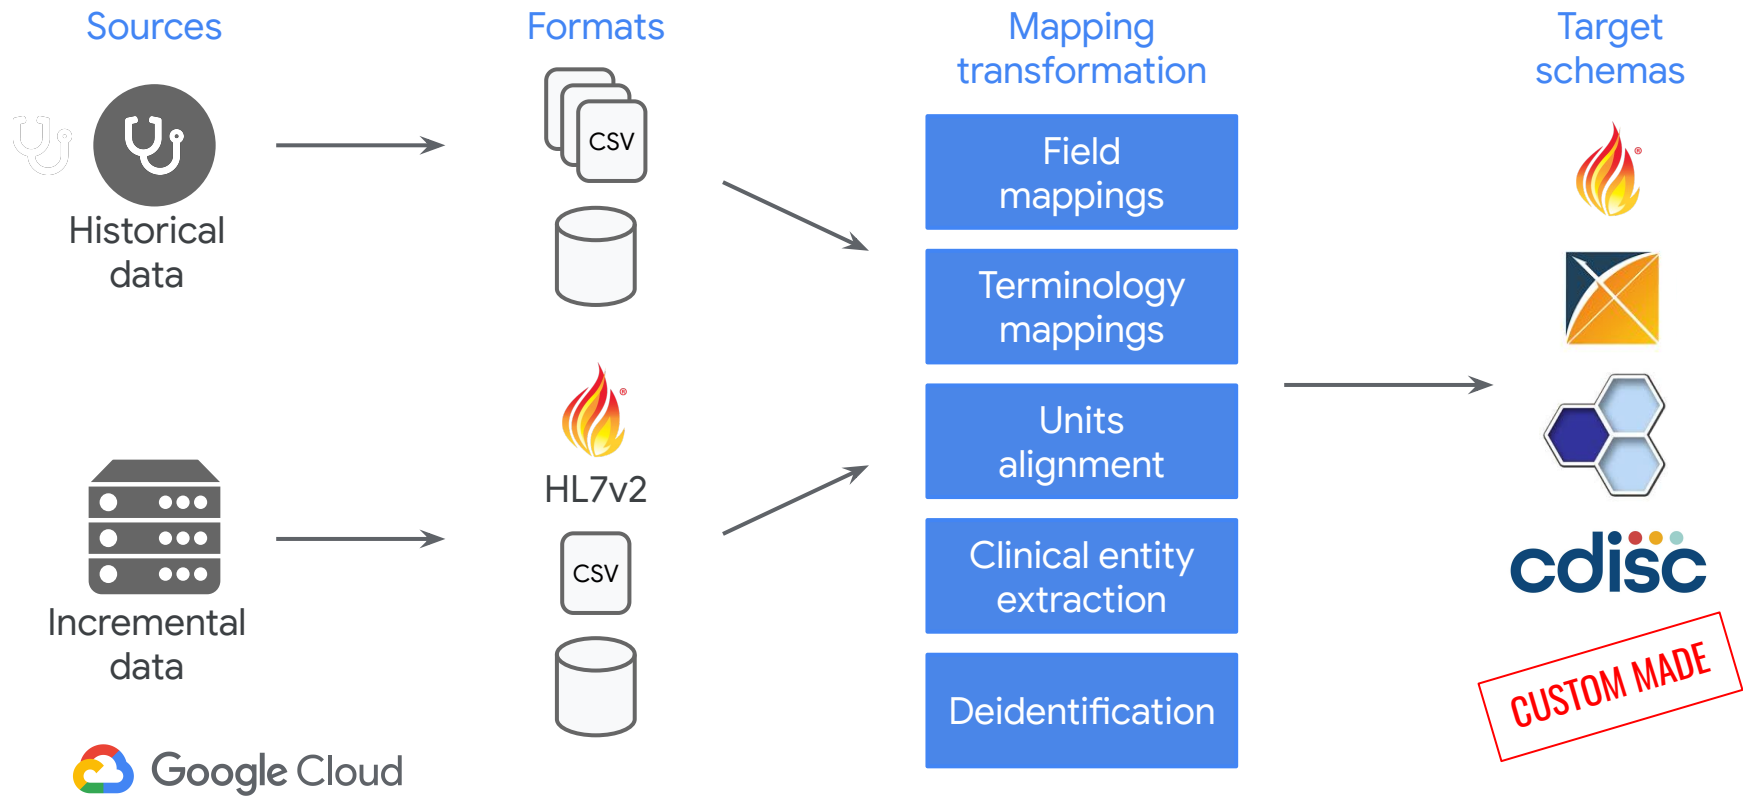 Sources
Historical
data
Incremental
data
Google Cloud
Formats
CSV
®
HL7v2
CSV
Mapping
transformation
Field
mappings
Terminology
mappings
Units
alignment
Clinical entity
extraction
Deidentification
Target
schemas
®
cdisc
CUSTOM MADE